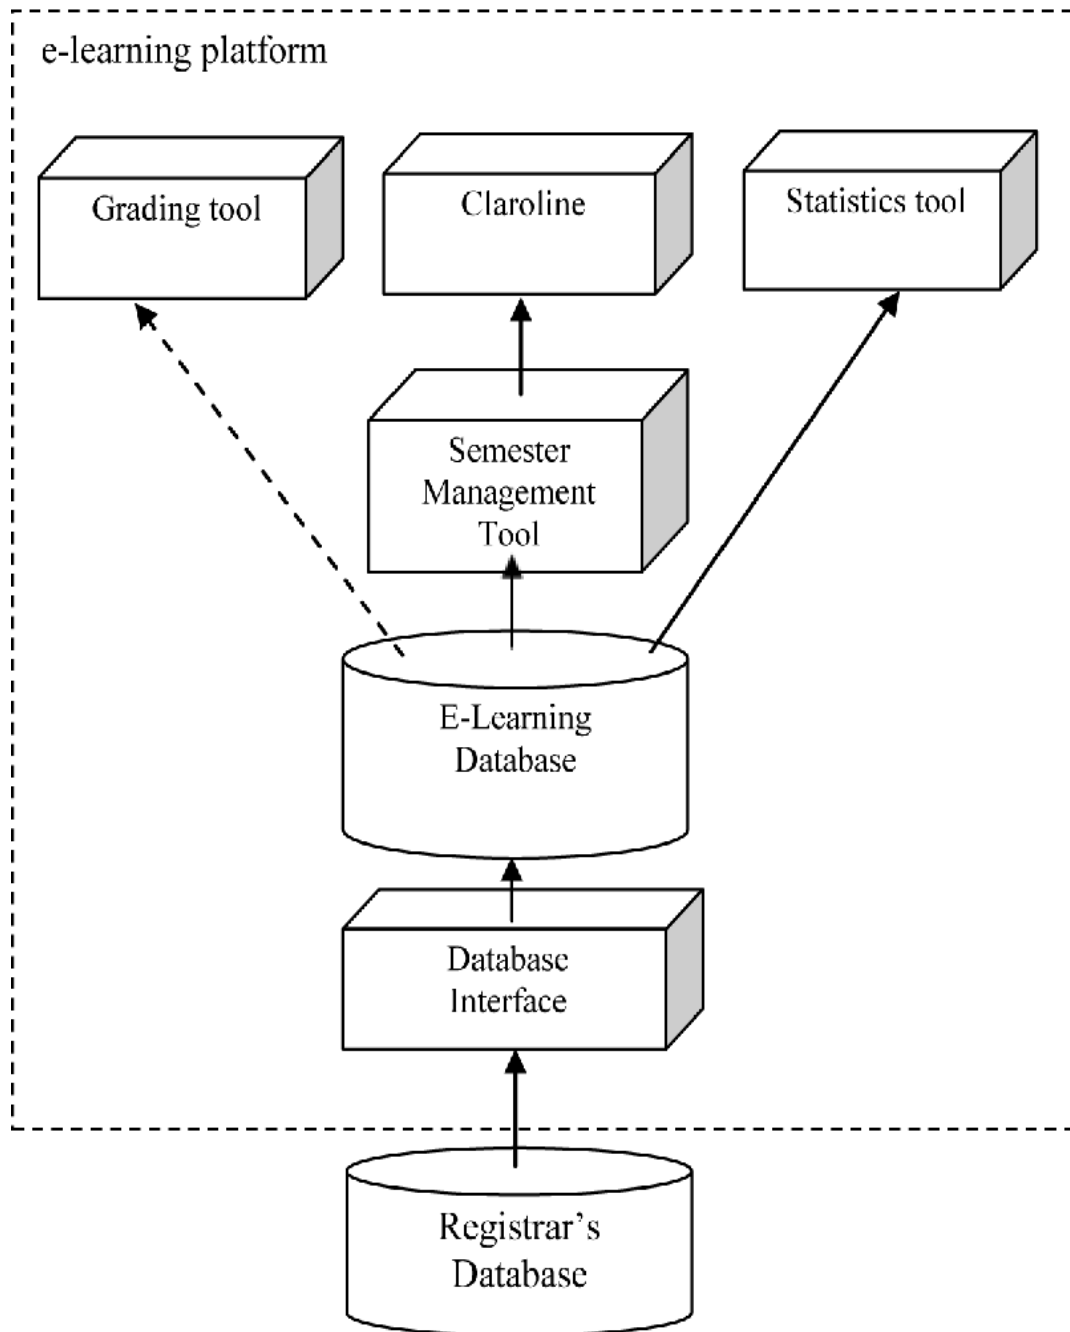 e-learning platform
Grading tool
Claroline
Statistics tool
Semester
Management
Tool
E-Learning
Database
Database
Interface
Registrar’s
Database